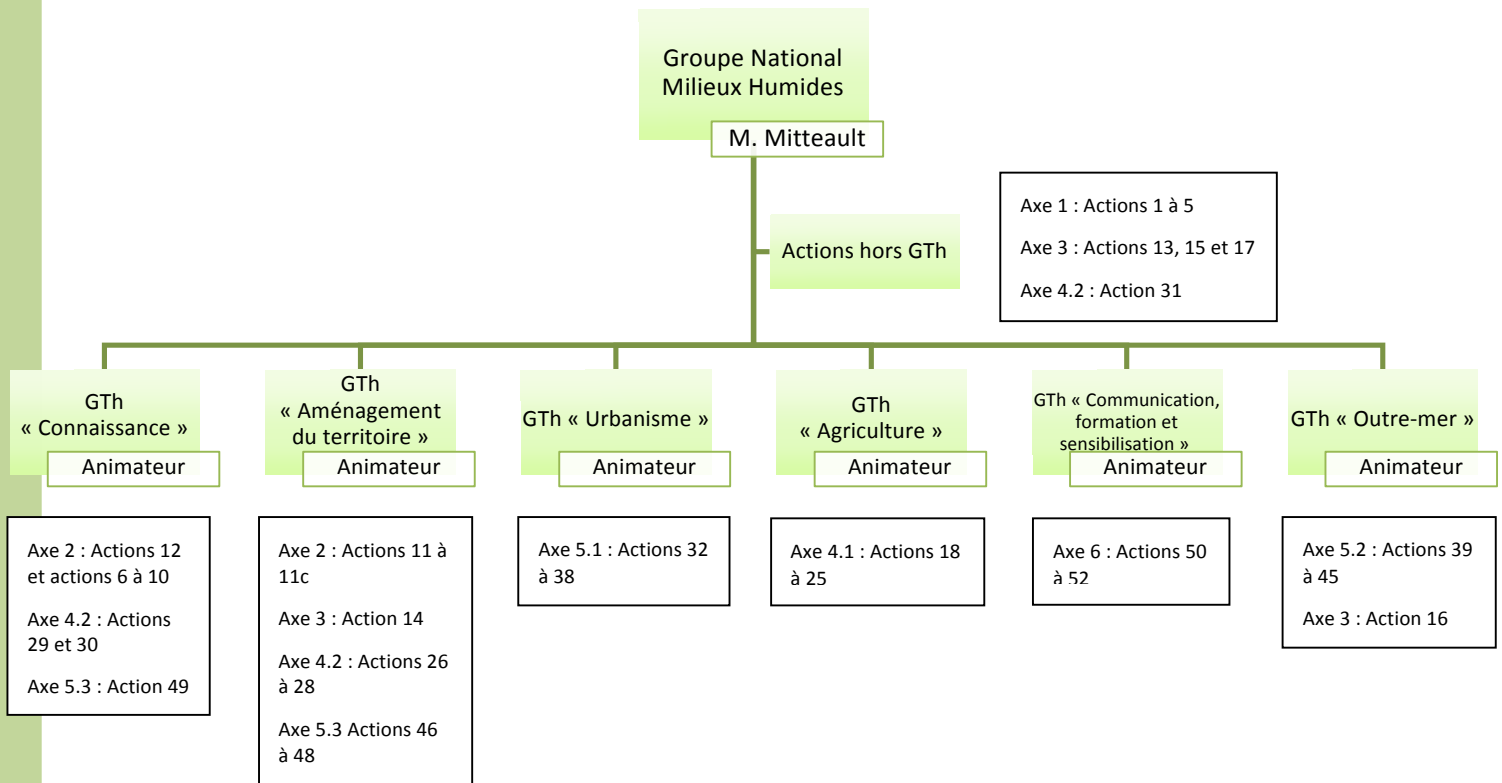 Groupe National
Milieux Humides
M. Mitteault
Actions hors GTh
Axe 1 : Actions 1 à 5
Axe 3 : Actions 13, 15 et 17
Axe 4.2 : Action 31
GTh
« Connaissance »
Animateur
GTh
« Aménagement
du territoire »
Animateur
GTh « Urbanisme »
Animateur
GTh
« Agriculture »
Animateur
GTh « Communication,
formation et
sensibilisation »
Animateur
GTh « Outre-mer »
Animateur
Axe 2 : Actions 12
et actions 6 à 10
Axe 4.2 : Actions
29 et 30
Axe 5.3 : Action 49
Axe 2 : Actions 11 à
11c
Axe 3 : Action 14
Axe 4.2 : Actions 26
à 28
Axe 5.3 Actions 46
à 48
Axe 5.1 : Actions 32
à 38
Axe 4.1 : Actions 18
à 25
Axe 6 : Actions 50
à 52
Axe 5.2 : Actions 39
à 45
Axe 3 : Action 16